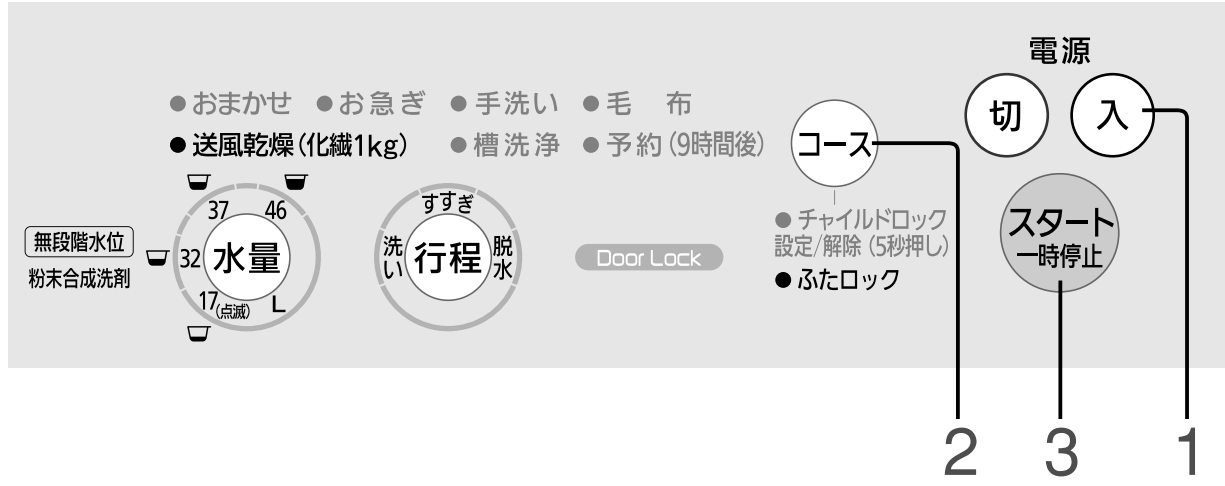 電源
切 入
●おまかせ ●お急ぎ ●手洗い ●毛 布
●送風乾燥(化繊1kg) ●槽洗浄 ●予約(9時間後)
コース
37 46
32 水量
17(点滅) L
無段階水位
粉末合成洗剤
すすぎ
洗い 行程 脱水
Door Lock
●チャイルドロック
設定/解除(5秒押し)
●ふたロック
スタート
一時停止
2 3 1